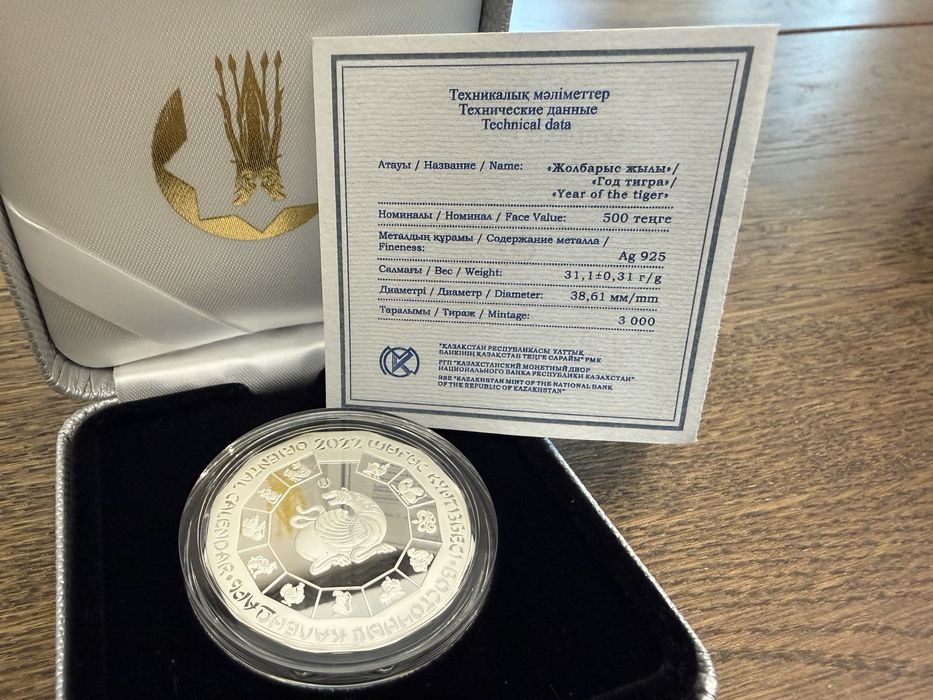 Техникалық мәліметтер
Технические данные
Technical data
Атауы / Название / Name: «Жолбарыс жылы»/
«Год тигра»/
«Year of the tiger»
Номиналы / Номинал / Face Value: 500 теңге
Металдың құрамы / Содержание металла /
Fineness: Ag 925
Салмағы / Вес / Weight: 31,1±0,31 г/g
Диаметрі / Диаметр / Diameter: 38,61 мм/mm
Таралымы / Тираж / Mintage: 3 000
"ҚАЗАҚСТАН РЕСПУБЛИКАСЫ ҰЛТТЫҚ
БАНКІНІҢ ҚАЗАҚСТАН ТЕҢГЕ САРАЙЫ" РМК
РГП "КАЗАХСТАНСКИЙ МОНЕТНЫЙ ДВОР
НАЦИОНАЛЬНОГО БАНКА РЕСПУБЛИКИ КАЗАХСТАН"
RSE "KAZAKHSTAN MINT OF THE NATIONAL BANK
OF THE REPUBLIC OF KAZAKHSTAN"
2022 ШЫҒЫС КҮНТІЗБЕСІ • ВОСТОЧНЫЙ КАЛЕНДАРЬ • ORIENTAL CALENDAR